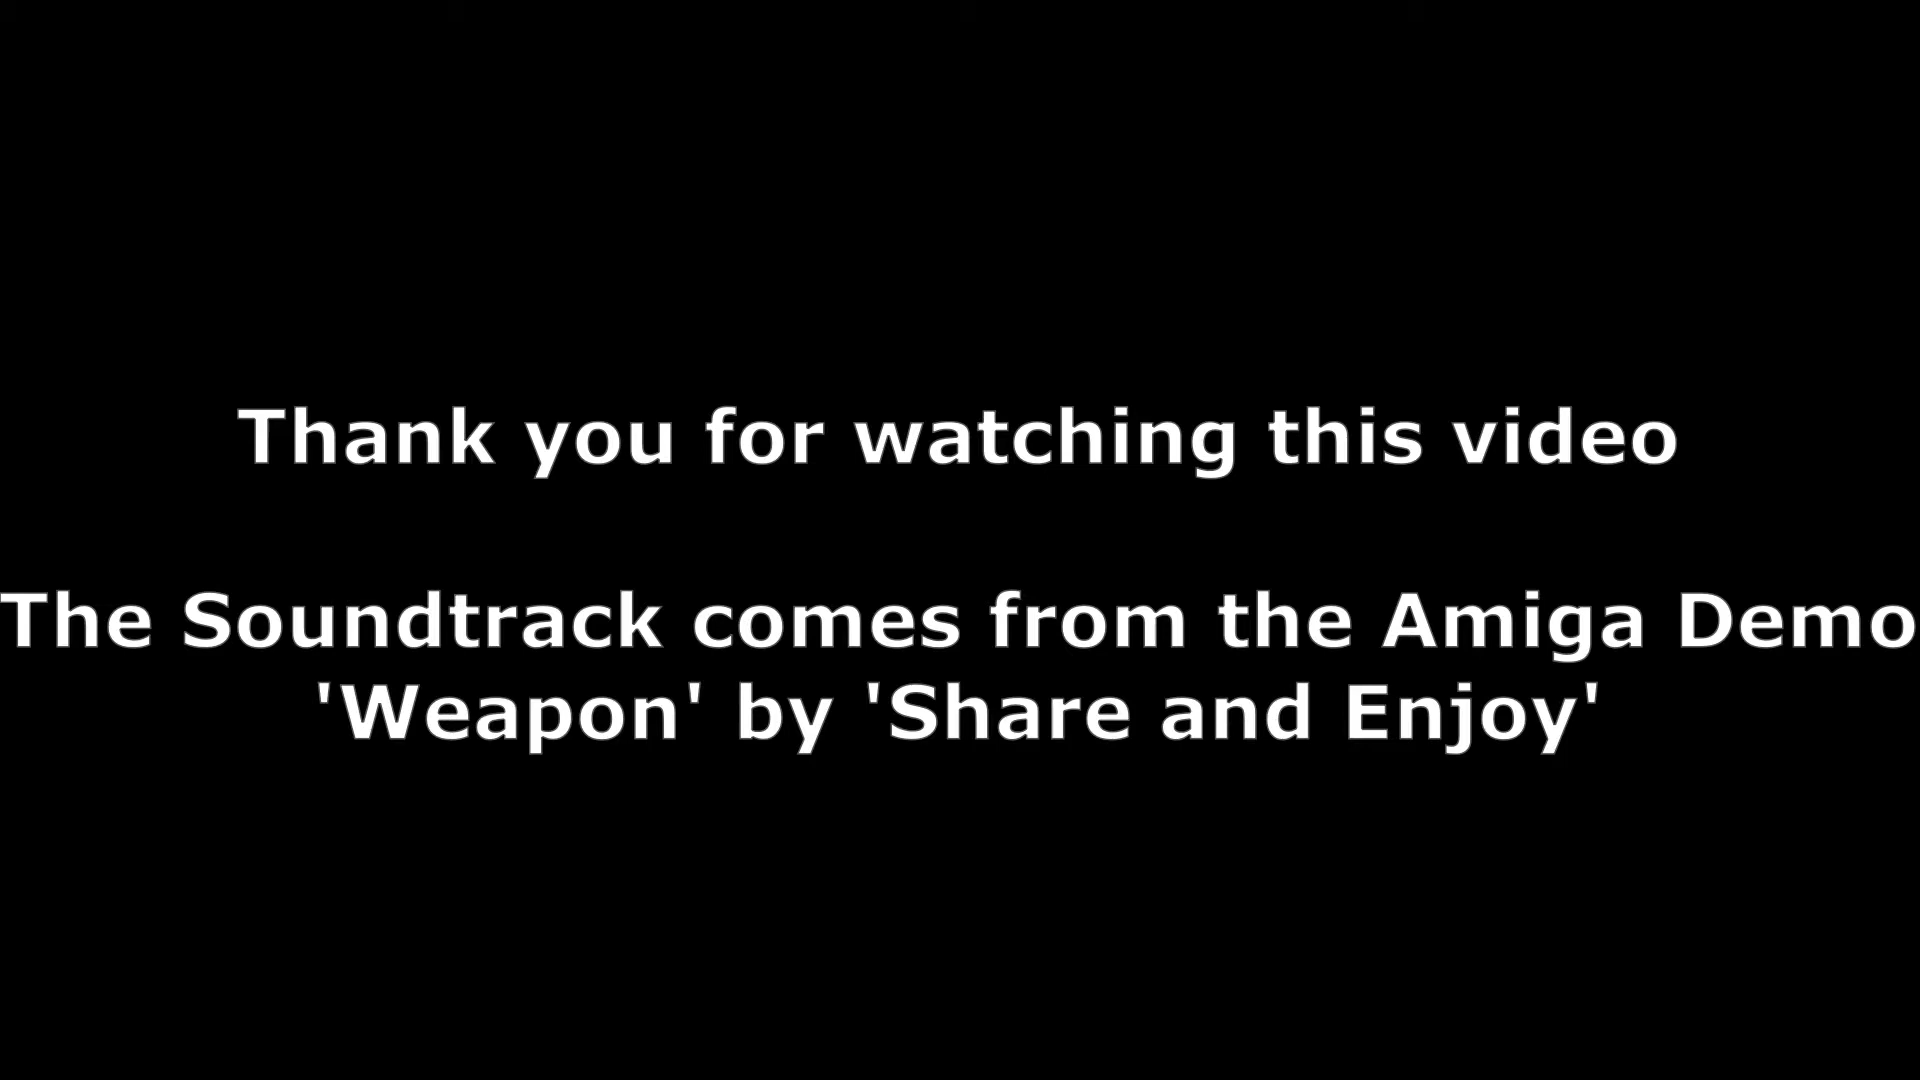 Thank you for watching this video
The Soundtrack comes from the Amiga Demo
'Weapon' by 'Share and Enjoy'